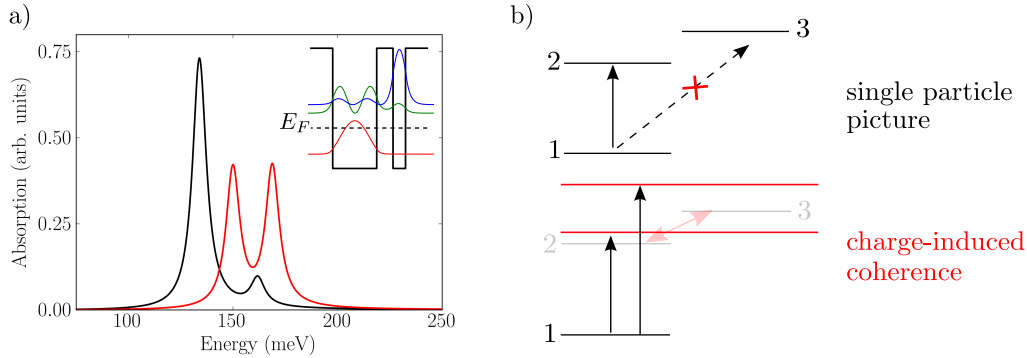 a)
Absorption (arb. units)
0.75
0.50
0.25
0.00
100
150
200
250
Energy (meV)
E_F
b)
3
2
1
single particle
picture
3
2
1
charge-induced
coherence